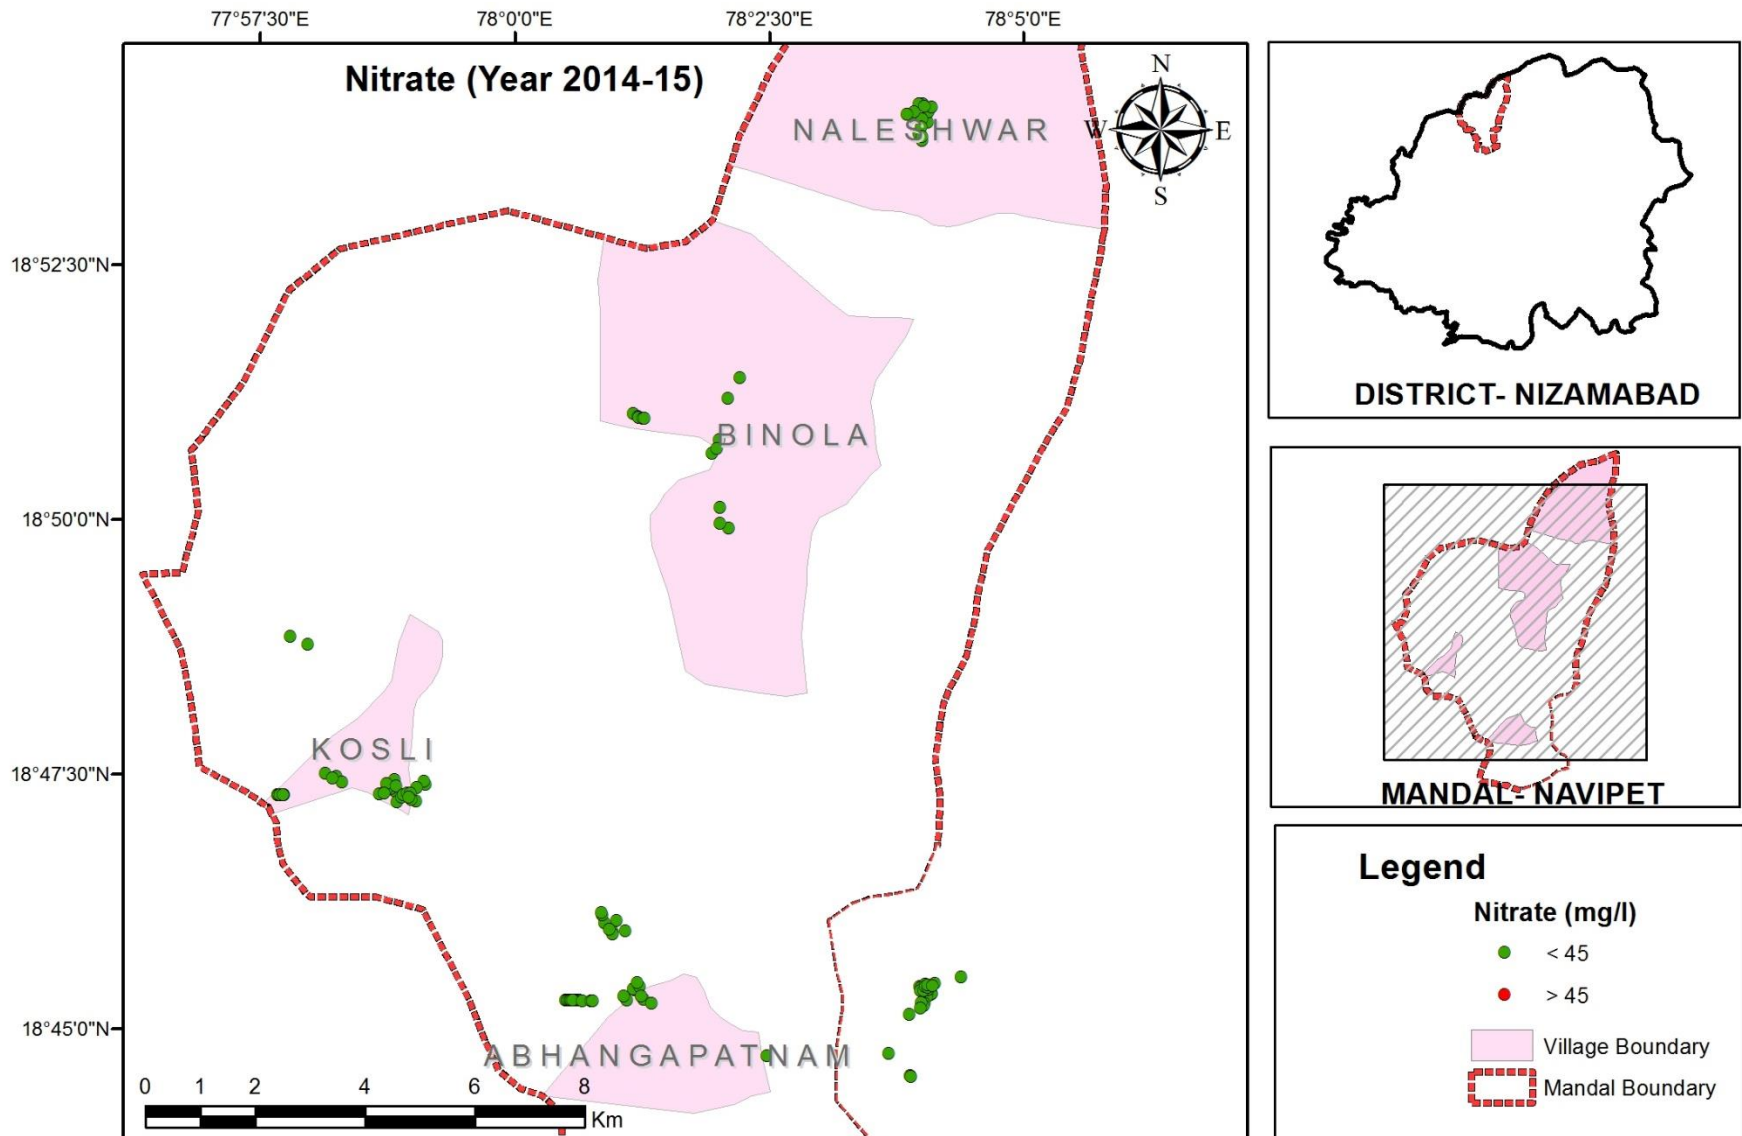 77°57'30"E 78°0'0"E 78°2'30"E 78°5'0"E
Nitrate (Year 2014-15)
N
W E
S
NALESHWAR
18°52'30"N
BINOLA
18°50'0"N
KOSLI
18°47'30"N
18°45'0"N
ABHANGAPATNAM
0 1 2 4 6 8
Km
DISTRICT- NIZAMABAD
MANDAL- NAVIPET
Legend
Nitrate (mg/l)
< 45
> 45
Village Boundary
Mandal Boundary